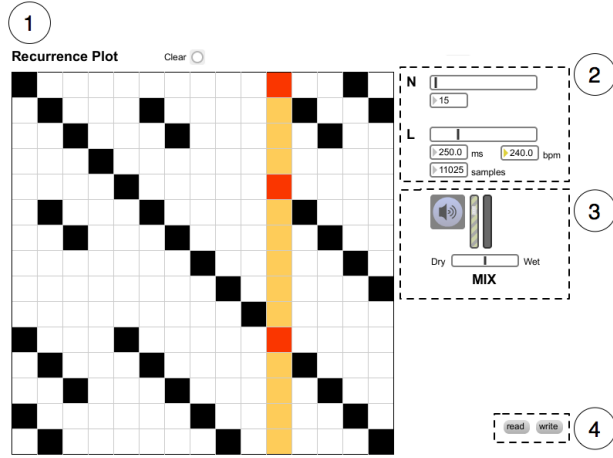 1
Recurrence Plot
Clear
2
N
15
L
250.0 ms
240.0 bpm
11025 samples
3
Dry
Wet
MIX
read
write
4